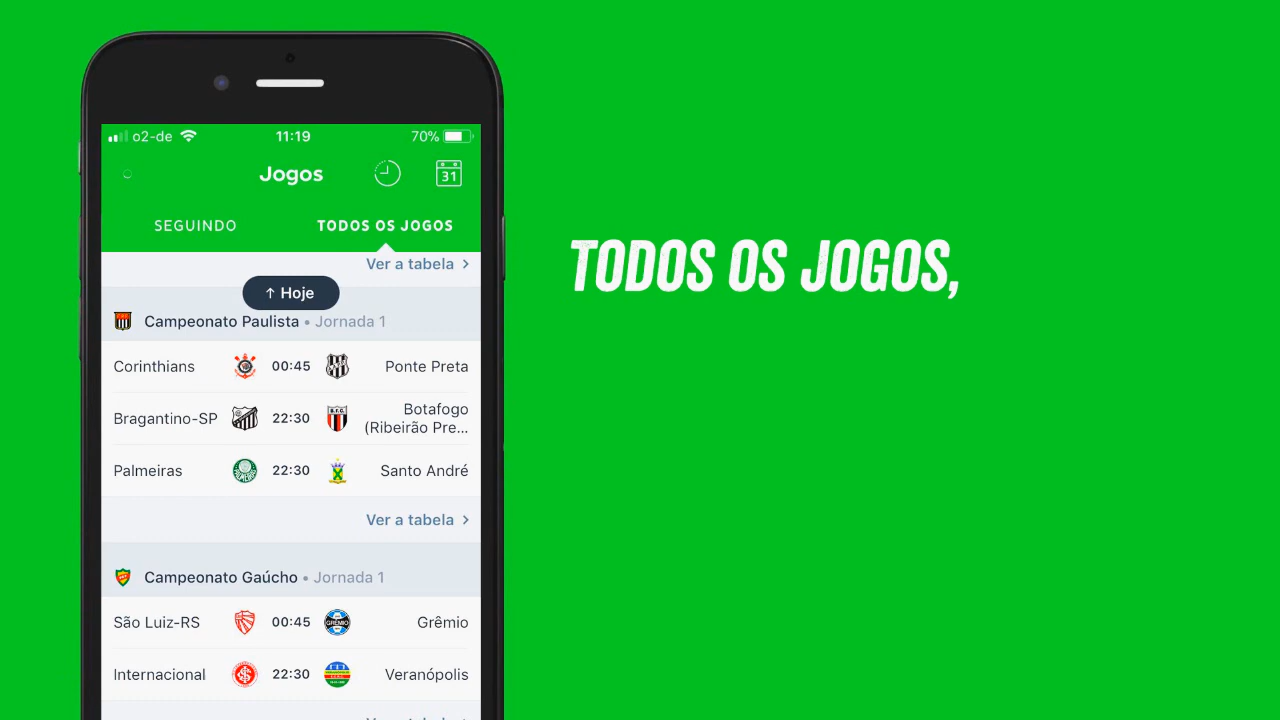 o2-de 11:19 70%
Jogos 31
SEGUINDO TODOS OS JOGOS
Ver a tabela >
↑ Hoje
Campeonato Paulista • Jornada 1
Corinthians 00:45 Ponte Preta
Bragantino-SP 22:30 Botafogo
(Ribeirão Pre...
Palmeiras 22:30 Santo André
Ver a tabela >
Campeonato Gaúcho • Jornada 1
São Luiz-RS 00:45 GRÊMIO Grêmio
Internacional 22:30 Veranópolis
TODOS OS JOGOS,